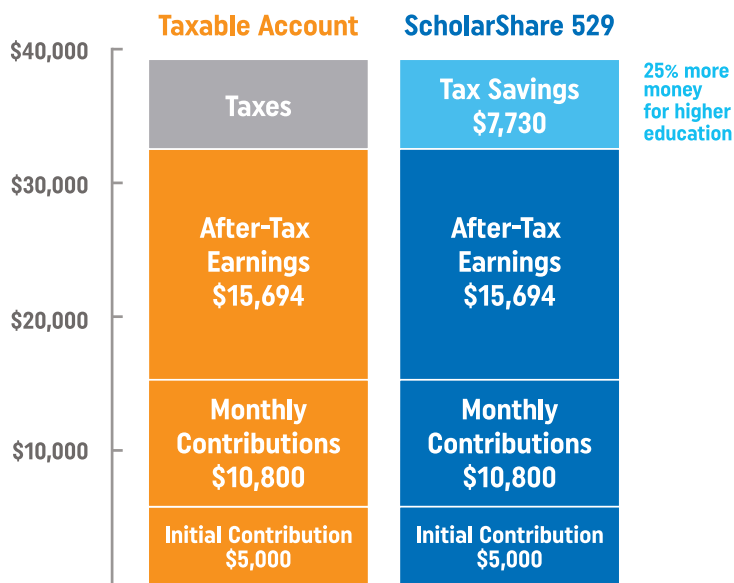 Taxable Account
ScholarShare 529
$40,000
$30,000
$20,000
$10,000
Taxes
After-Tax
Earnings
$15,694
Monthly
Contributions
$10,800
Initial Contribution
$5,000
Tax Savings
$7,730
After-Tax
Earnings
$15,694
Monthly
Contributions
$10,800
Initial Contribution
$5,000
25% more
money
for higher
education